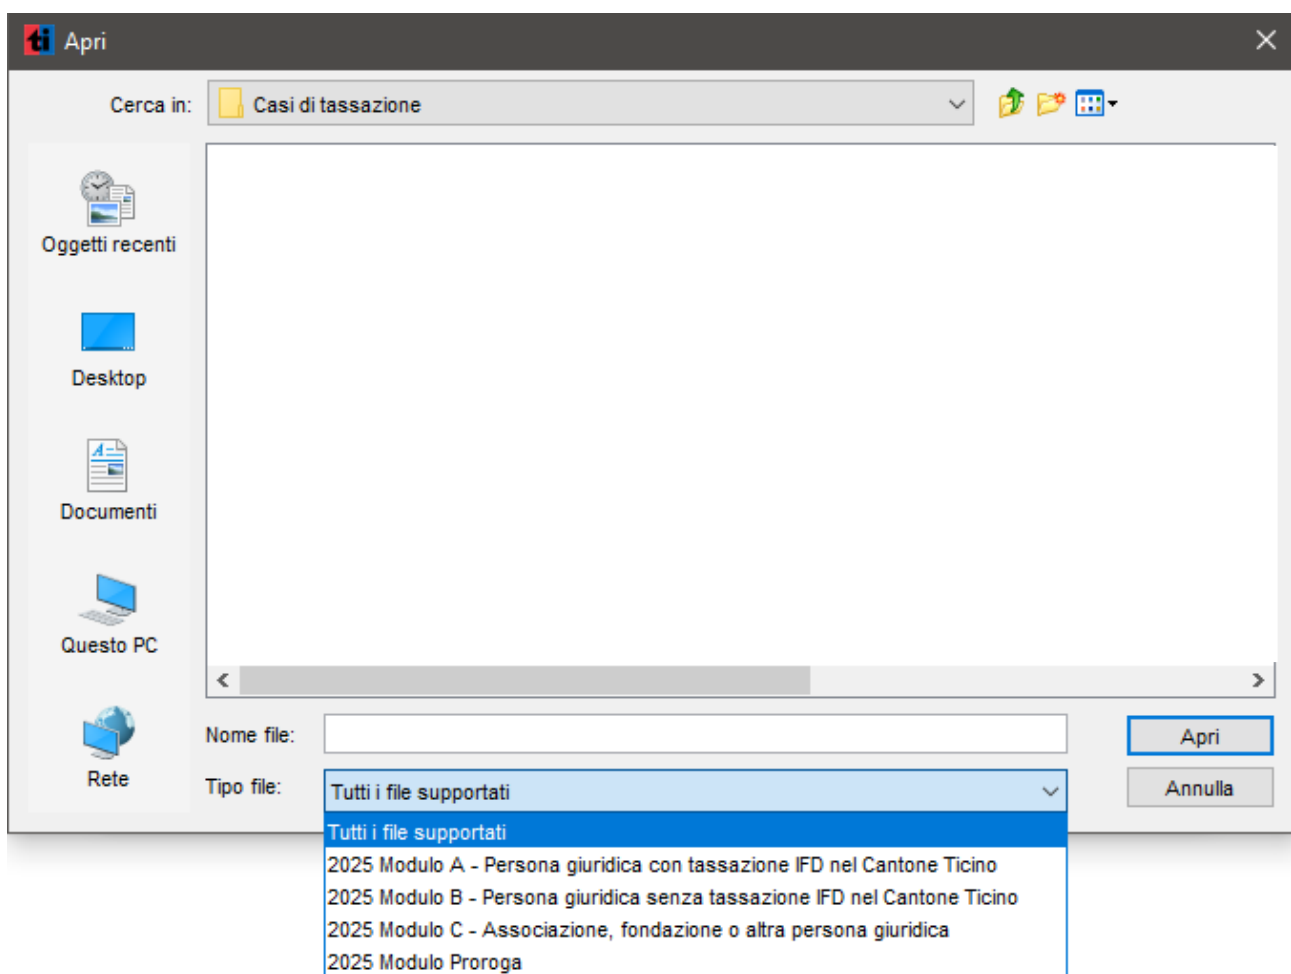 ti Apri
Cerca in: Casi di tassazione
Oggetti recenti
Desktop
Documenti
Questo PC
Rete
Nome file:
Apri
Tipo file: Tutti i file supportati
Annulla
Tutti i file supportati
2025 Modulo A - Persona giuridica con tassazione IFD nel Cantone Ticino
2025 Modulo B - Persona giuridica senza tassazione IFD nel Cantone Ticino
2025 Modulo C - Associazione, fondazione o altra persona giuridica
2025 Modulo Proroga